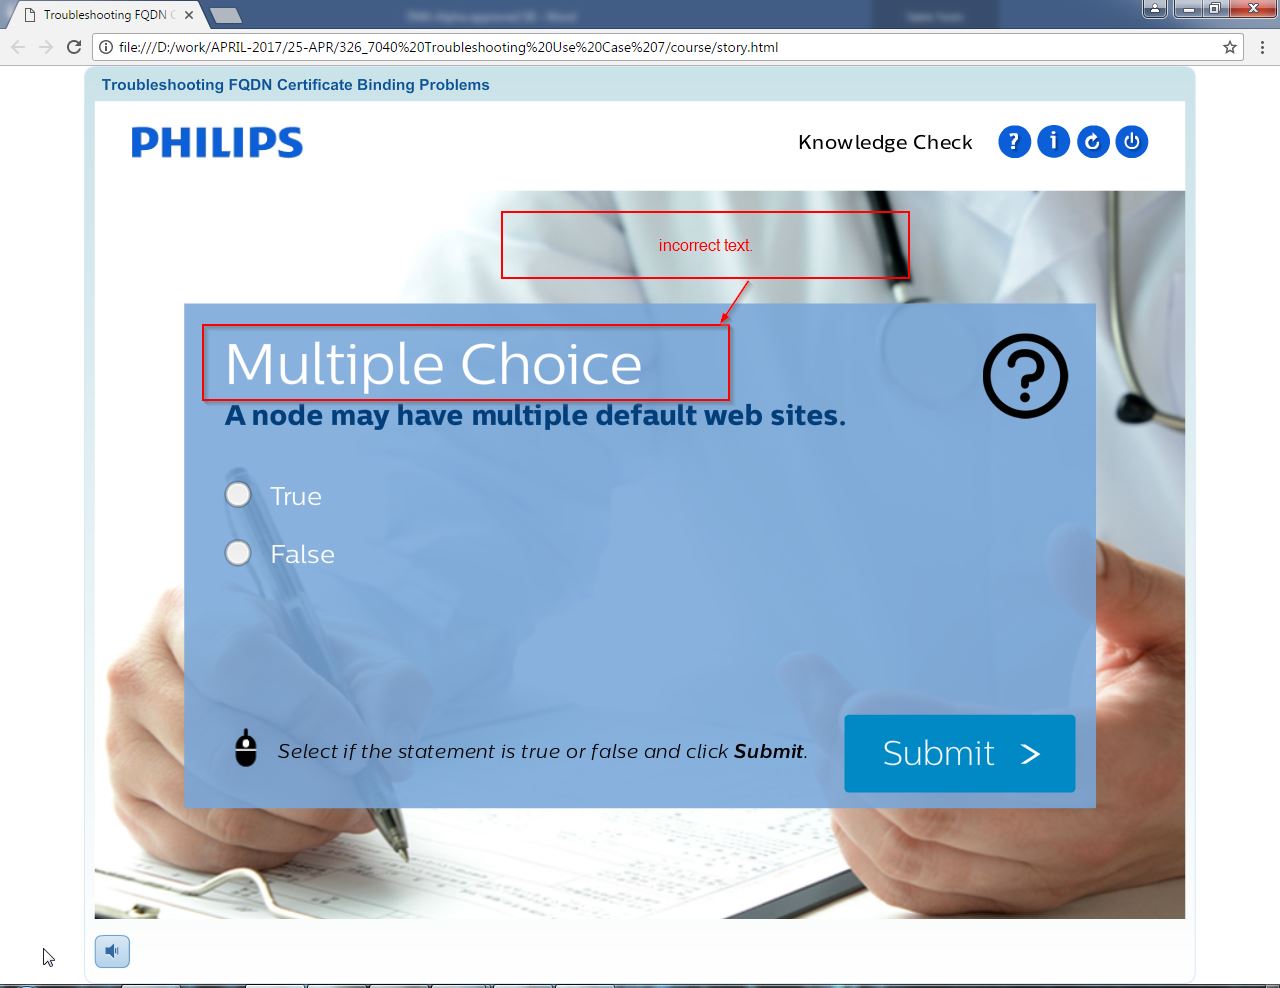 Troubleshooting FQDN C
file:///D:/work/APRIL-2017/25-APR/326_7040%20Troubleshooting%20Use%20Case%207/course/story.html
Troubleshooting FQDN Certificate Binding Problems
PHILIPS
Knowledge Check
incorrect text.
Multiple Choice
A node may have multiple default web sites.
True
False
Select if the statement is true or false and click Submit.
Submit >